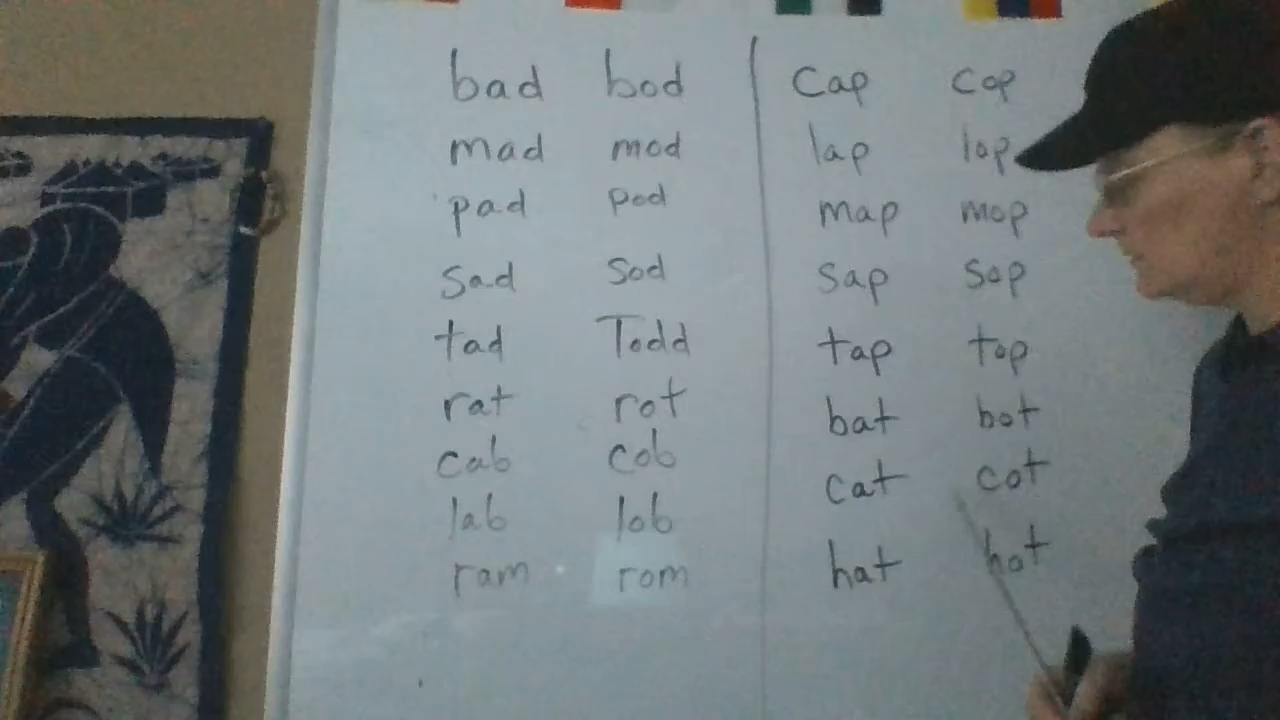 bad bod
mad mod
pad pod
sad sod
tad Todd
rat rot
cab cob
lab lob
ram rom
cap cop
lap lop
map mop
sap sop
tap top
bat bot
cat cot
hat hot